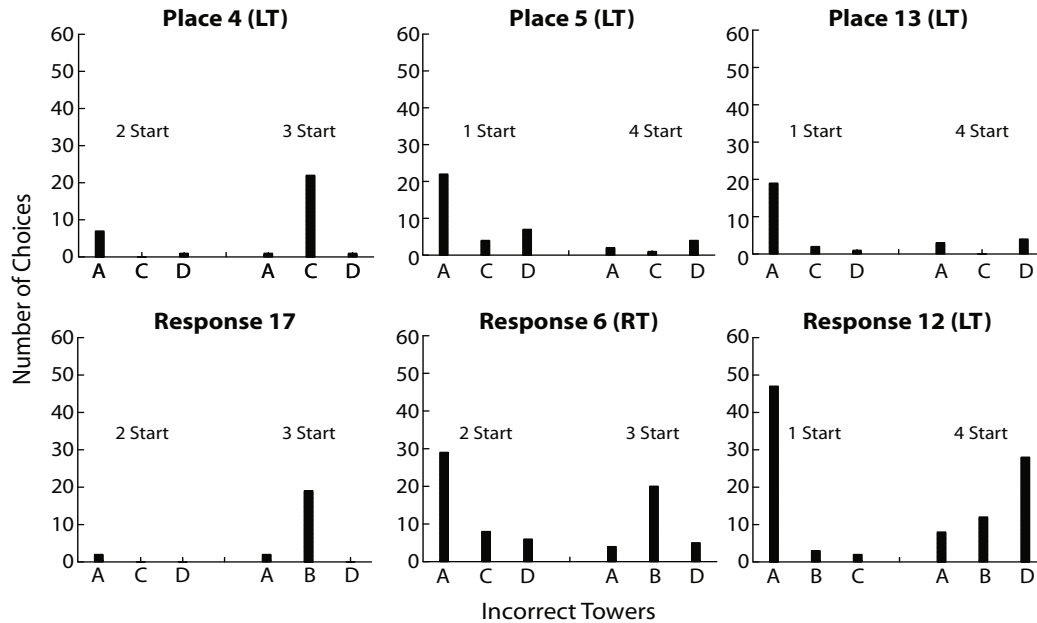 Place 4 (LT)
Place 5 (LT)
Place 13 (LT)
60
50
40
30
20
10
0
2 Start
3 Start
A C D A C D
60
50
40
30
20
10
0
1 Start
4 Start
A C D A C D
60
50
40
30
20
10
0
1 Start
4 Start
A C D A B D
Number of Choices
Response 17
Response 6 (RT)
Response 12 (LT)
60
50
40
30
20
10
0
2 Start
3 Start
A C D A B D
60
50
40
30
20
10
0
2 Start
3 Start
A C D A B D
60
50
40
30
20
10
0
1 Start
4 Start
A B C A B D
Incorrect Towers